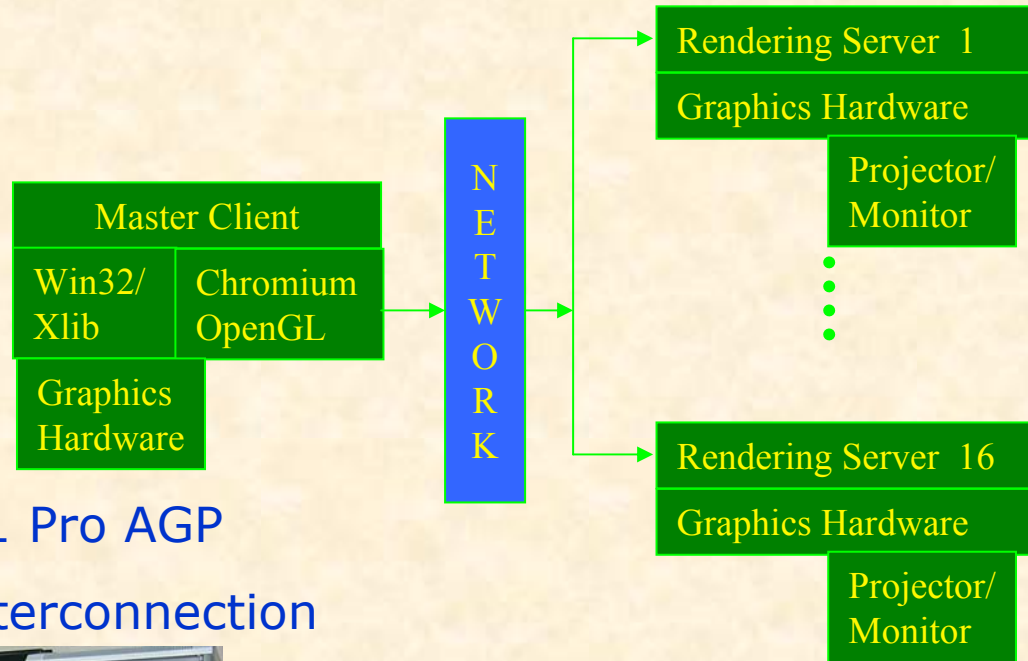 Master Client
Win32/
Xlib
Chromium
OpenGL
Graphics
Hardware
N
E
T
W
O
R
K
Rendering Server 1
Graphics Hardware
Projector/
Monitor
Rendering Server 16
Graphics Hardware
Projector/
Monitor
Pro AGP
terconnection